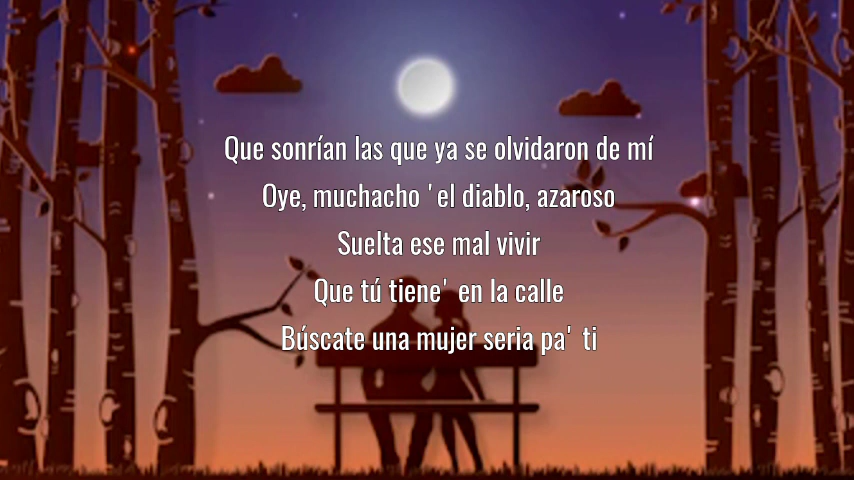 Que sonrían las que ya se olvidaron de mí
Oye, muchacho 'el diablo, azaroso
Suelta ese mal vivir
Que tú tiene' en la calle
Búscate una mujer seria pa' ti